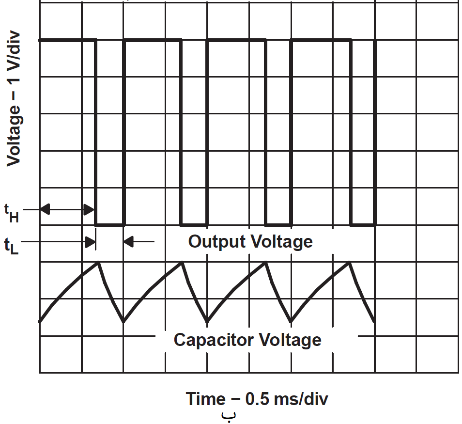 Voltage – 1 V/div
tH
tL
Output Voltage
Capacitor Voltage
Time – 0.5 ms/div
ب